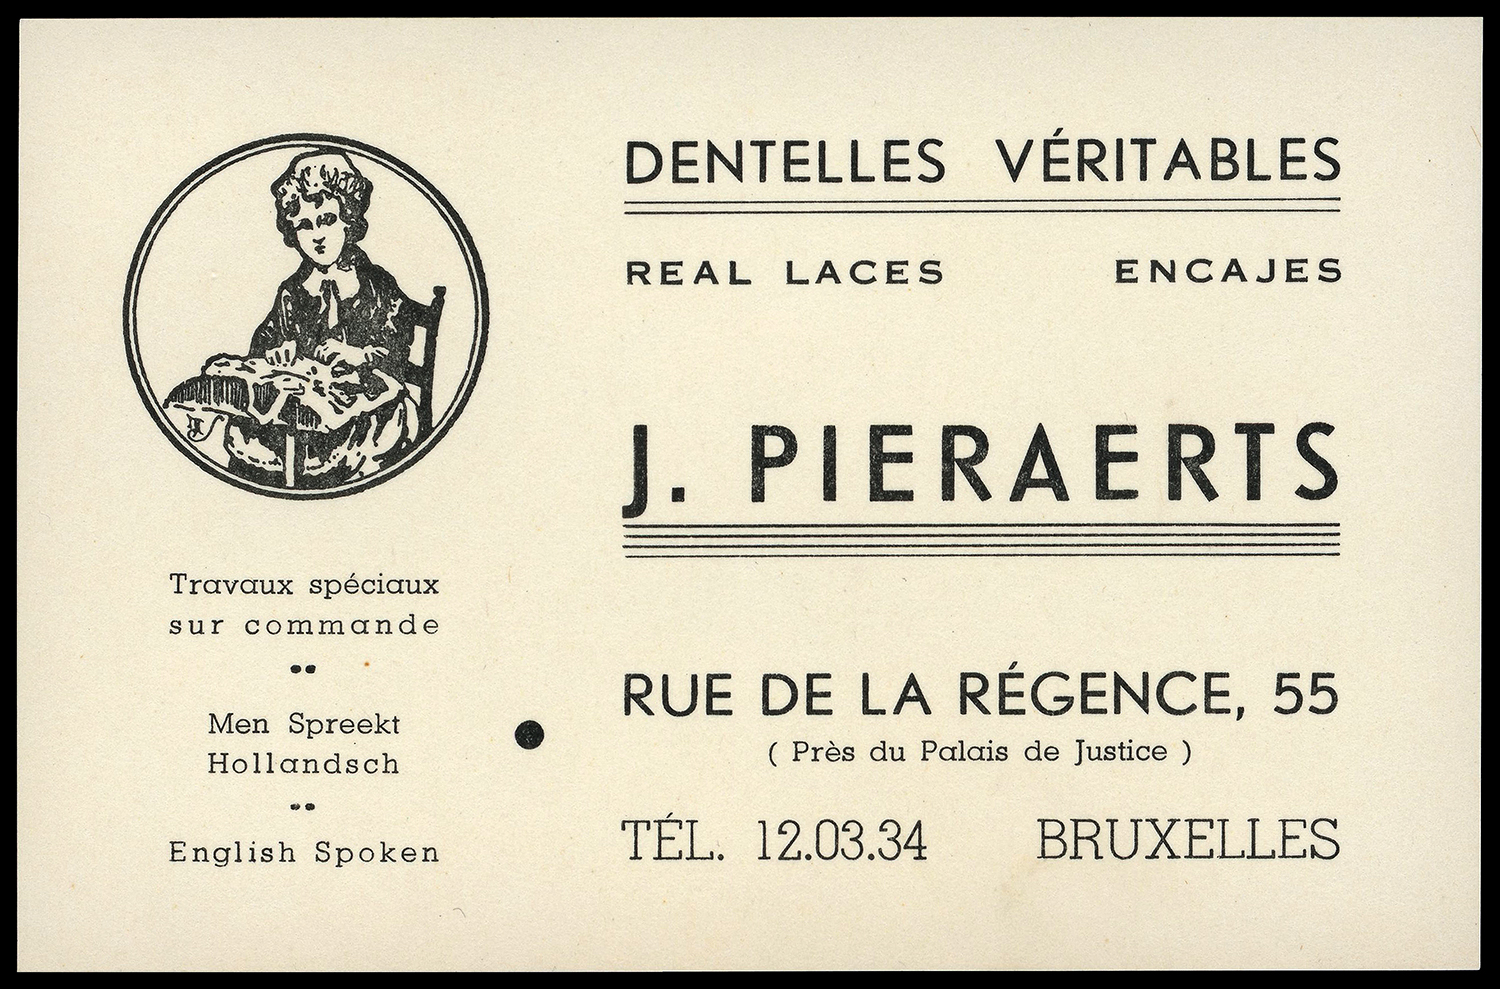 DENTELLES VÉRITABLES
REAL LACES ENCAJES
J. PIERAERTS
RUE DE LA RÉGENCE, 55
( Près du Palais de Justice )
TÉL. 12.03.34 BRUXELLES
Travaux spéciaux
sur commande
Men Spreekt
Hollandsch
English Spoken